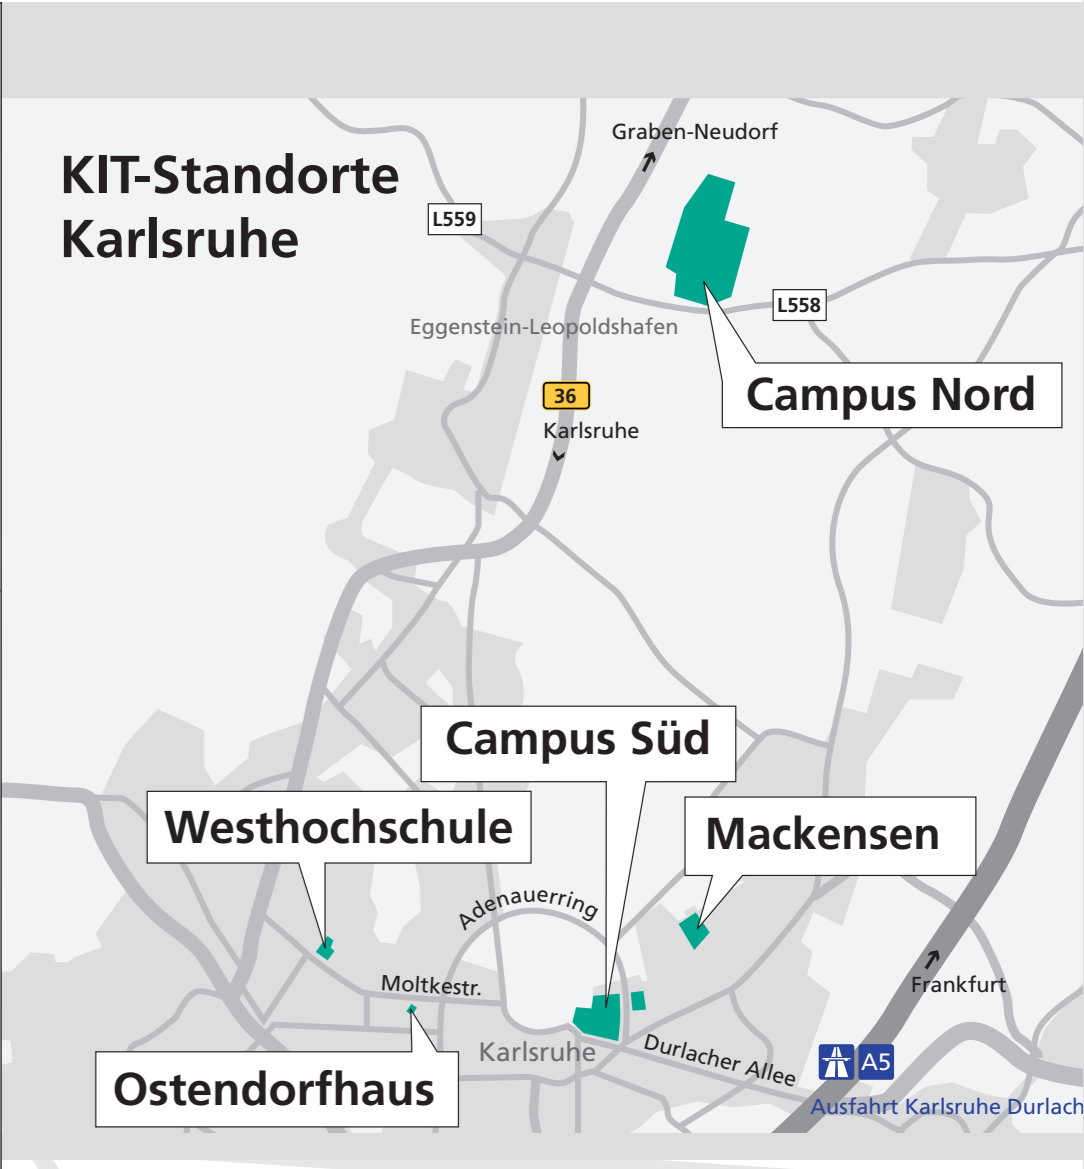 Graben-Neudorf
KIT-Standorte
Karlsruhe
L559
L558
Eggenstein-Leopoldshafen
Campus Nord
36
Karlsruhe
Campus Süd
Westhochschule
Mackensen
Adenauerring
Moltkestr.
Frankfurt
Karlsruhe
Durlacher Allee
A5
Ostendorfhaus
Ausfahrt Karlsruhe Durlach